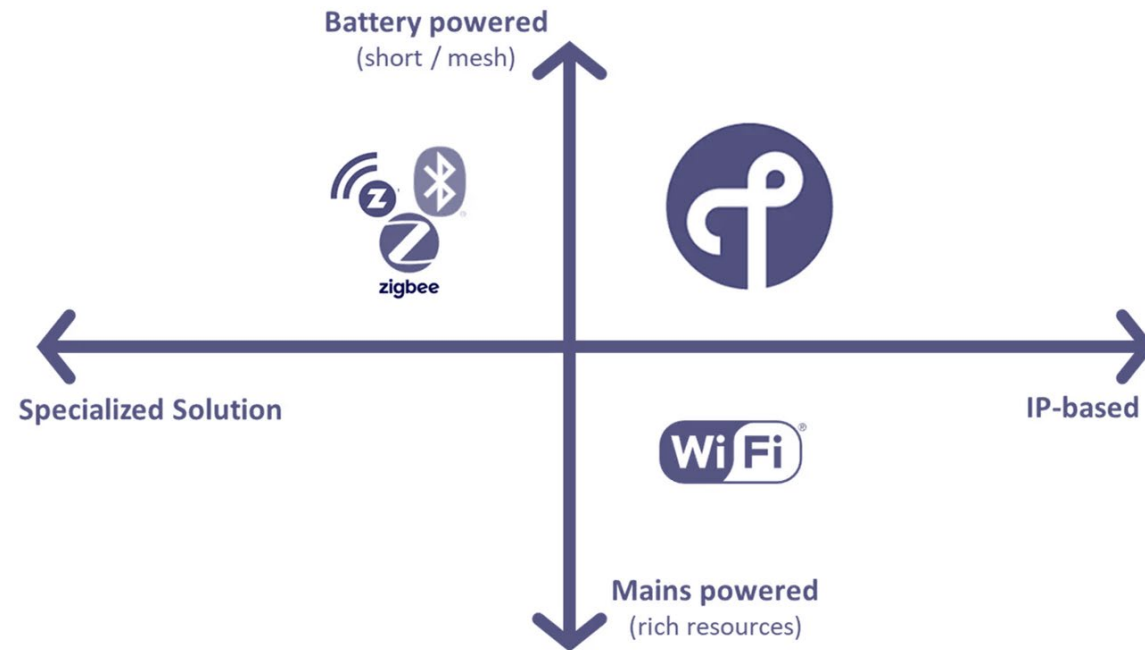 Battery powered
(short / mesh)
Z
zigbee
Specialized Solution
IP-based
WiFi®
Mains powered
(rich resources)